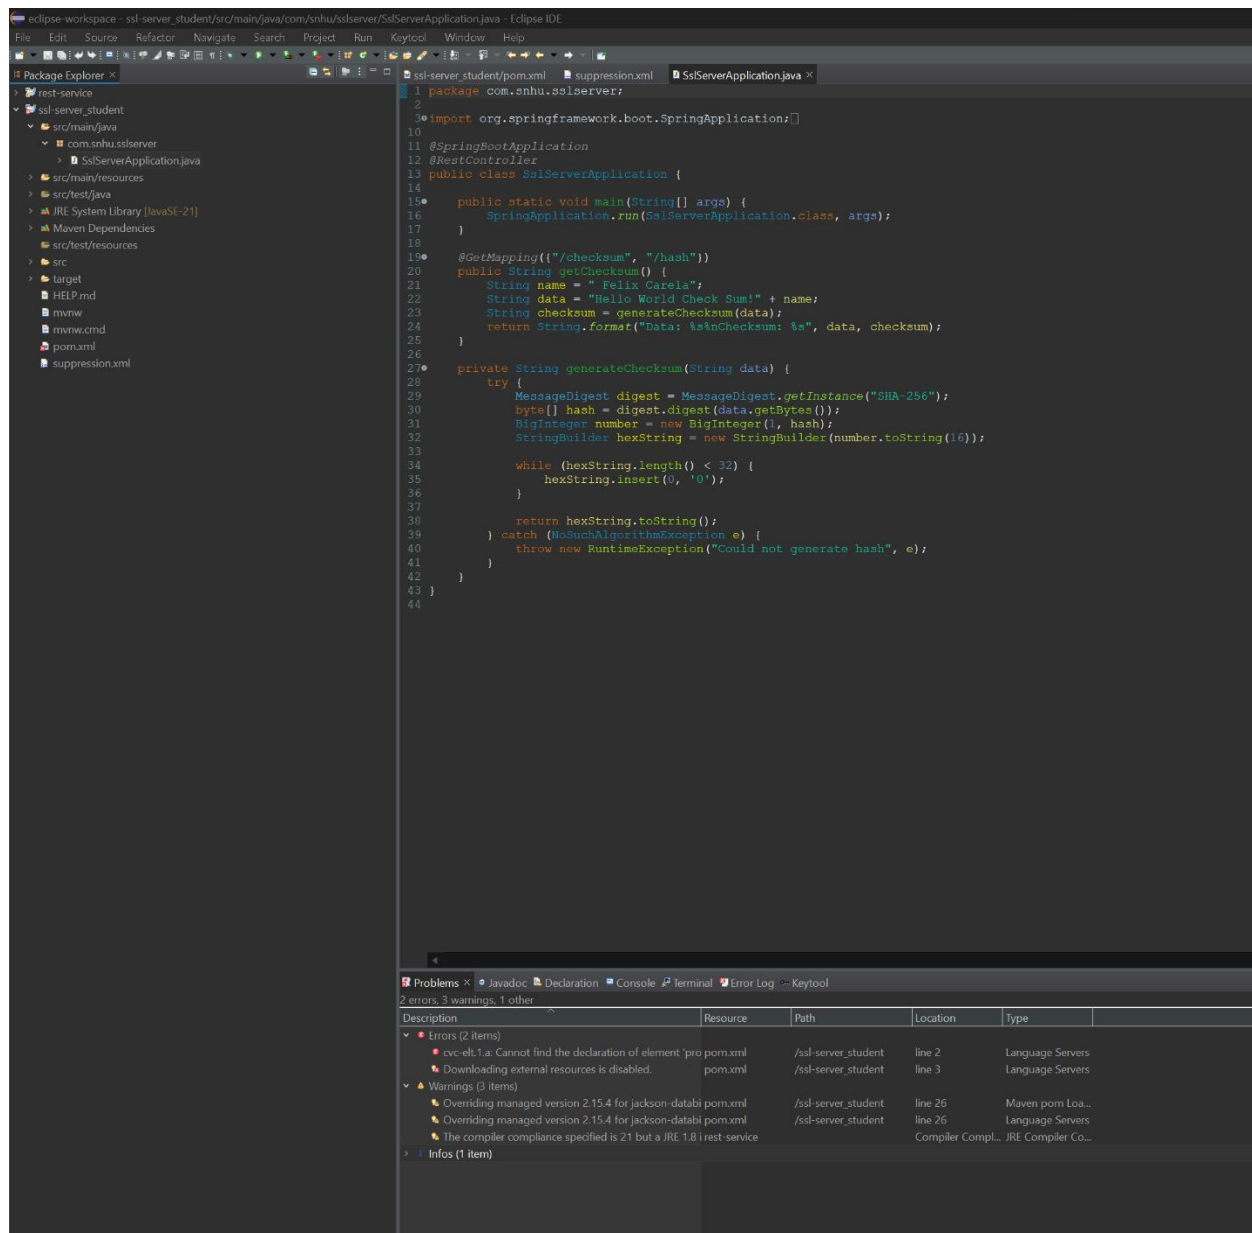 eclipse-workspace - ssl-server_student/src/main/java/com/snhu/sslserver/SslServerApplication.java - Eclipse IDE
File Edit Source Refactor Navigate Search Project Run Keytool Window Help
Package Explorer
rest-service
ssl-server_student
src/main/java
com.snhu.sslserver
SslServerApplication.java
src/main/resources
src/test/java
JRE System Library [JavaSE-21]
Maven Dependencies
src/test/resources
src
target
HELP.md
mvnw
mvnw.cmd
pom.xml
suppression.xml
ssl-server_student/pom.xml suppression.xml SslServerApplication.java
1 package com.snhu.sslserver;
2
3 import org.springframework.boot.SpringApplication;
10
11 @SpringBootApplication
12 @RestController
13 public class SslServerApplication {
14
15 public static void main(String[] args) {
16 SpringApplication.run(SslServerApplication.class, args);
17 }
18
19 @GetMapping({"/checksum", "/hash"})
20 public String getChecksum() {
21 String name = " Felix Carela";
22 String data = "Hello World Check Sum!" + name;
23 String checksum = generateChecksum(data);
24 return String.format("Data: %s%nChecksum: %s", data, checksum);
25 }
26
27 private String generateChecksum(String data) {
28 try {
29 MessageDigest digest = MessageDigest.getInstance("SHA-256");
30 byte[] hash = digest.digest(data.getBytes());
31 BigInteger number = new BigInteger(1, hash);
32 StringBuilder hexString = new StringBuilder(number.toString(16));
33
34 while (hexString.length() < 32) {
35 hexString.insert(0, '0');
36 }
37
38 return hexString.toString();
39 } catch (NoSuchAlgorithmException e) {
40 throw new RuntimeException("Could not generate hash", e);
41 }
42 }
43 }
44
Problems Javadoc Declaration Console Terminal Error Log Keytool
2 errors, 3 warnings, 1 other
Description Resource Path Location Type
Errors (2 items)
cvc-elt.1.a: Cannot find the declaration of element 'pro pom.xml /ssl-server_student line 2 Language Servers
Downloading external resources is disabled. pom.xml /ssl-server_student line 3 Language Servers
Warnings (3 items)
Overriding managed version 2.15.4 for jackson-databi pom.xml /ssl-server_student line 26 Maven pom Loa...
Overriding managed version 2.15.4 for jackson-databi pom.xml /ssl-server_student line 26 Language Servers
The compiler compliance specified is 21 but a JRE 1.8 i rest-service Compiler Compl... JRE Compiler Co...
Infos (1 item)